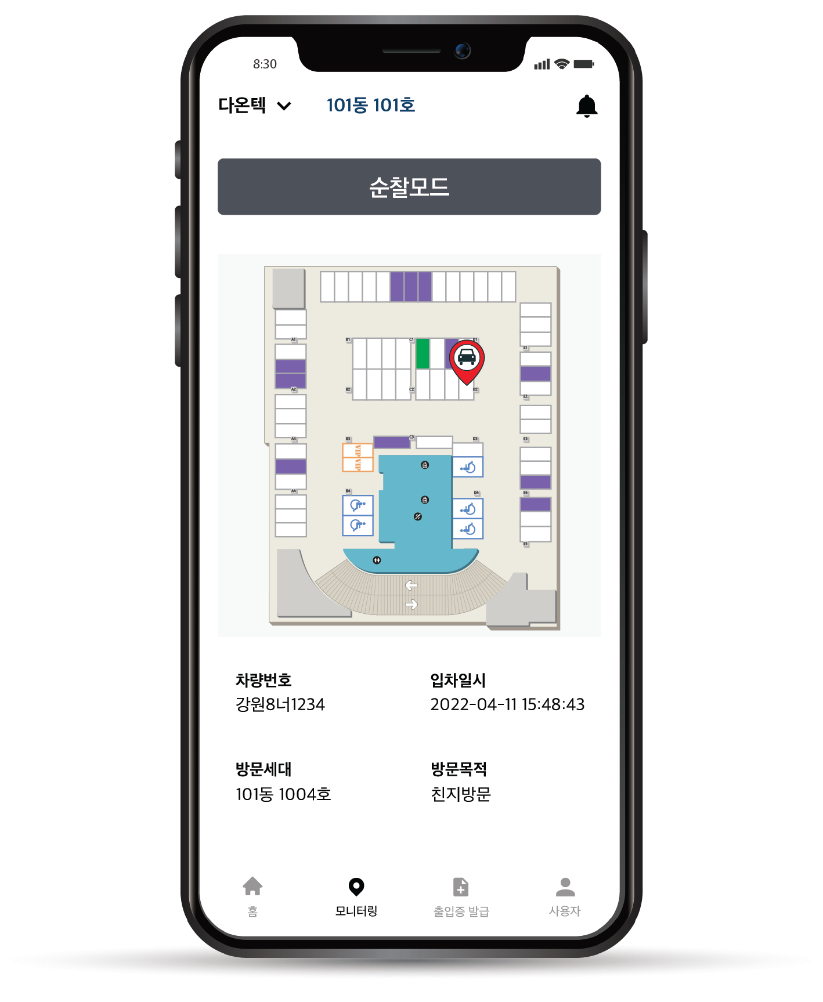 8:30
다온텍 101동 101호
순찰모드
VIP
VIP
차량번호 입차일시
강원8너1234 2022-04-11 15:48:43
방문세대 방문목적
101동 1004호 친지방문
홈 모니터링 출입증 발급 사용자